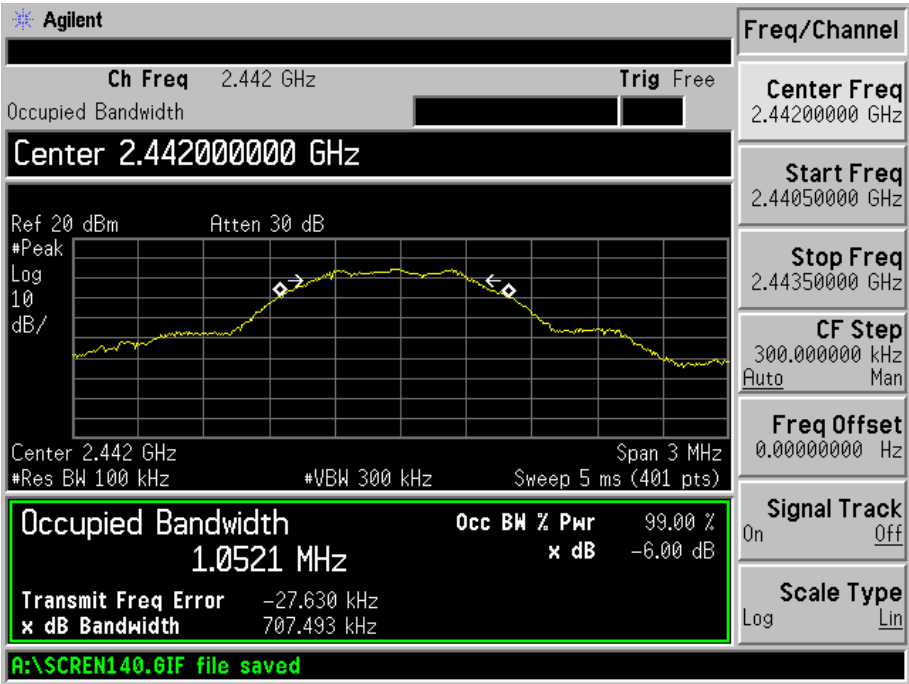 Agilent
Freq/Channel
Ch Freq 2.442 GHz Trig Free
Occupied Bandwidth
Center 2.442000000 GHz
Ref 20 dBm Atten 30 dB
#Peak
Log
10
dB/
Center 2.442 GHz Span 3 MHz
#Res BW 100 kHz #VBW 300 kHz Sweep 5 ms (401 pts)
Occupied Bandwidth
1.0521 MHz
Occ BW % Pwr 99.00 %
x dB -6.00 dB
Transmit Freq Error -27.630 kHz
x dB Bandwidth 707.493 kHz
A:\SCREN140.GIF file saved
Center Freq
2.44200000 GHz
Start Freq
2.44050000 GHz
Stop Freq
2.44350000 GHz
CF Step
300.000000 kHz
Auto Man
Freq Offset
0.00000000 Hz
Signal Track
On Off
Scale Type
Log Lin